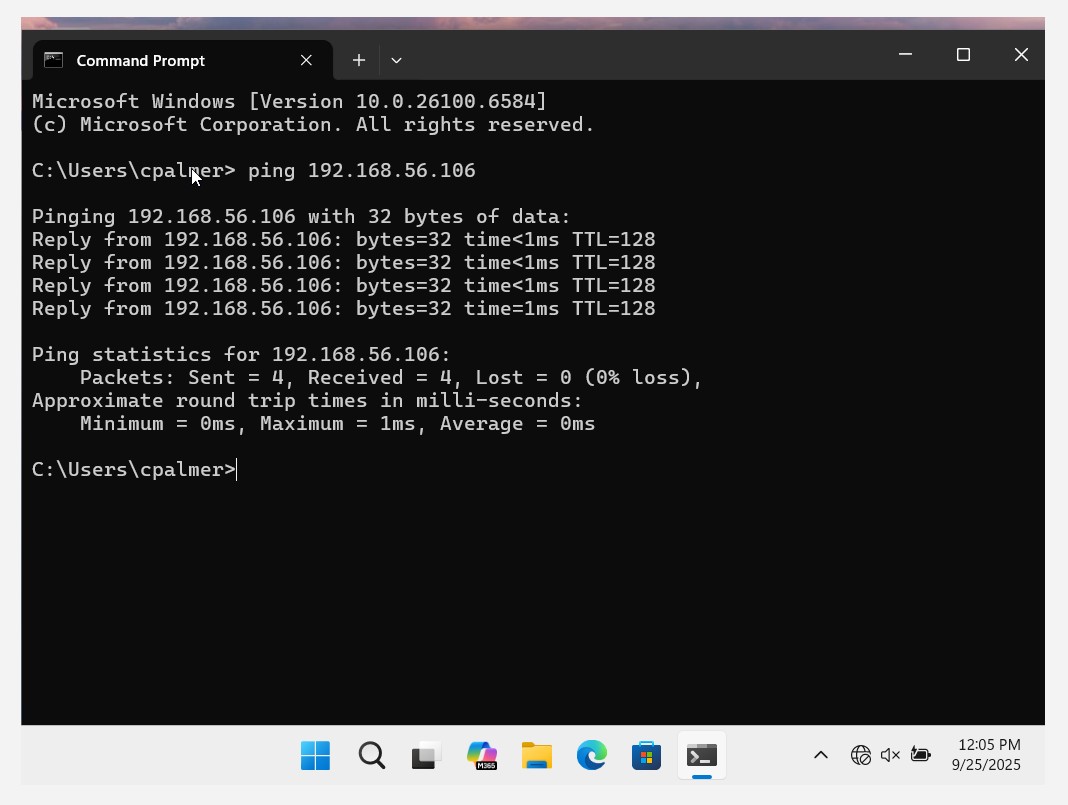 Command Prompt
Microsoft Windows [Version 10.0.26100.6584]
(c) Microsoft Corporation. All rights reserved.
C:\Users\cpalmer> ping 192.168.56.106
Pinging 192.168.56.106 with 32 bytes of data:
Reply from 192.168.56.106: bytes=32 time<1ms TTL=128
Reply from 192.168.56.106: bytes=32 time<1ms TTL=128
Reply from 192.168.56.106: bytes=32 time<1ms TTL=128
Reply from 192.168.56.106: bytes=32 time=1ms TTL=128
Ping statistics for 192.168.56.106:
    Packets: Sent = 4, Received = 4, Lost = 0 (0% loss),
Approximate round trip times in milli-seconds:
    Minimum = 0ms, Maximum = 1ms, Average = 0ms
C:\Users\cpalmer>
M365
12:05 PM
9/25/2025